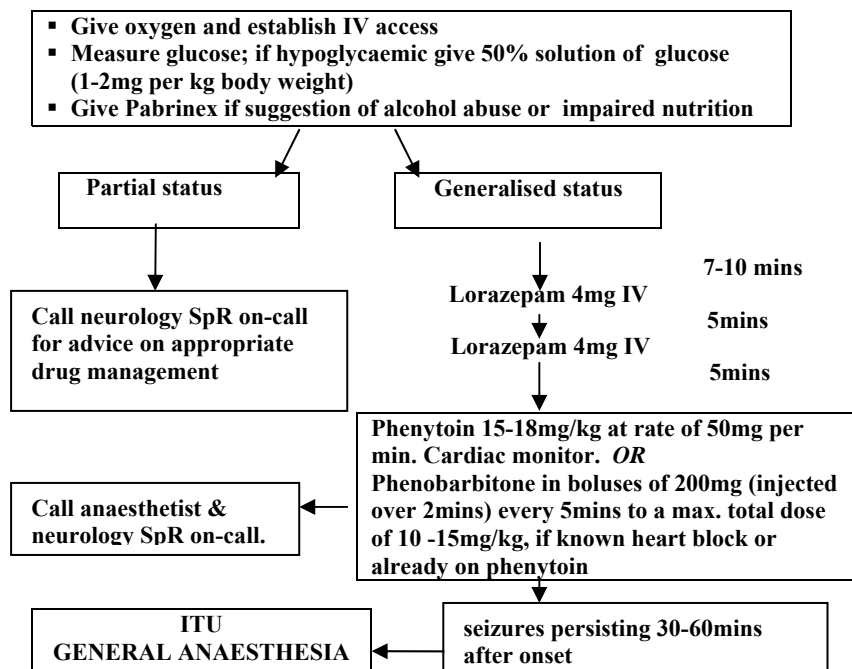 ▪ Give oxygen and establish IV access
▪ Measure glucose; if hypoglycaemic give 50% solution of glucose
(1-2mg per kg body weight)
▪ Give Pabrinex if suggestion of alcohol abuse or impaired nutrition
Partial status
Generalised status
7-10 mins
Lorazepam 4mg IV
5mins
Lorazepam 4mg IV
5mins
Call neurology SpR on-call
for advice on appropriate
drug management
Phenytoin 15-18mg/kg at rate of 50mg per
min. Cardiac monitor. OR
Phenobarbitone in boluses of 200mg (injected
over 2mins) every 5mins to a max. total dose
of 10 -15mg/kg, if known heart block or
already on phenytoin
Call anaesthetist &
neurology SpR on-call.
seizures persisting 30-60mins
after onset
ITU
GENERAL ANAESTHESIA